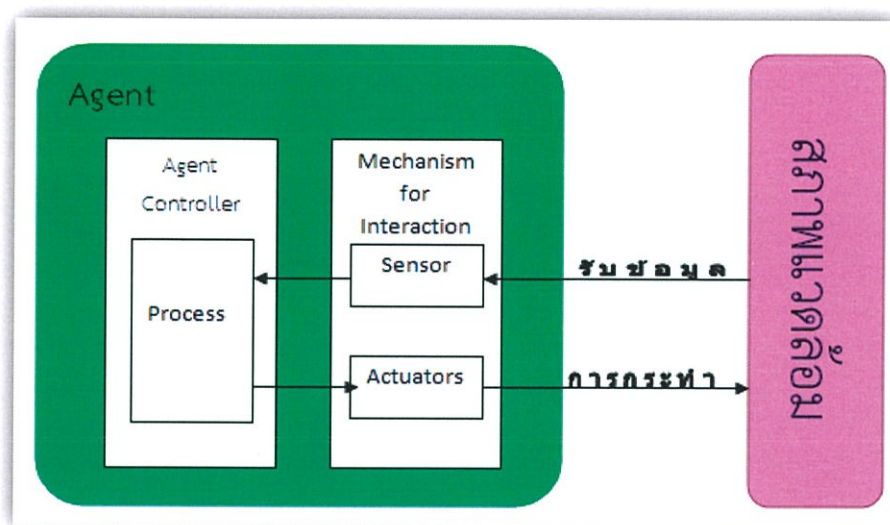 Agent
Agent
Controller
Process
Mechanism
for
Interaction
Sensor
Actuators
รับข้อมูล
การกระทำ
สภาพแวดล้อม